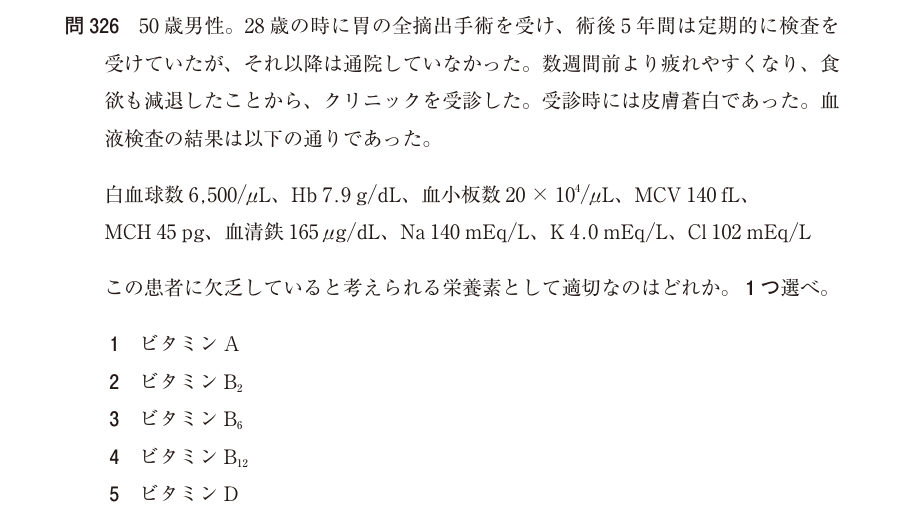 問 326　50 歳男性。28 歳の時に胃の全摘出手術を受け、術後 5 年間は定期的に検査を
受けていたが、それ以降は通院していなかった。数週間前より疲れやすくなり、食
欲も減退したことから、クリニックを受診した。受診時には皮膚蒼白であった。血
液検査の結果は以下の通りであった。
白血球数 6,500/μL、Hb 7.9 g/dL、血小板数 20 × 10⁴/μL、MCV 140 fL、
MCH 45 pg、血清鉄 165 μg/dL、Na 140 mEq/L、K 4.0 mEq/L、Cl 102 mEq/L
この患者に欠乏していると考えられる栄養素として適切なのはどれか。1 つ選べ。
1　ビタミン A
2　ビタミン B₂
3　ビタミン B₆
4　ビタミン B₁₂
5　ビタミン D